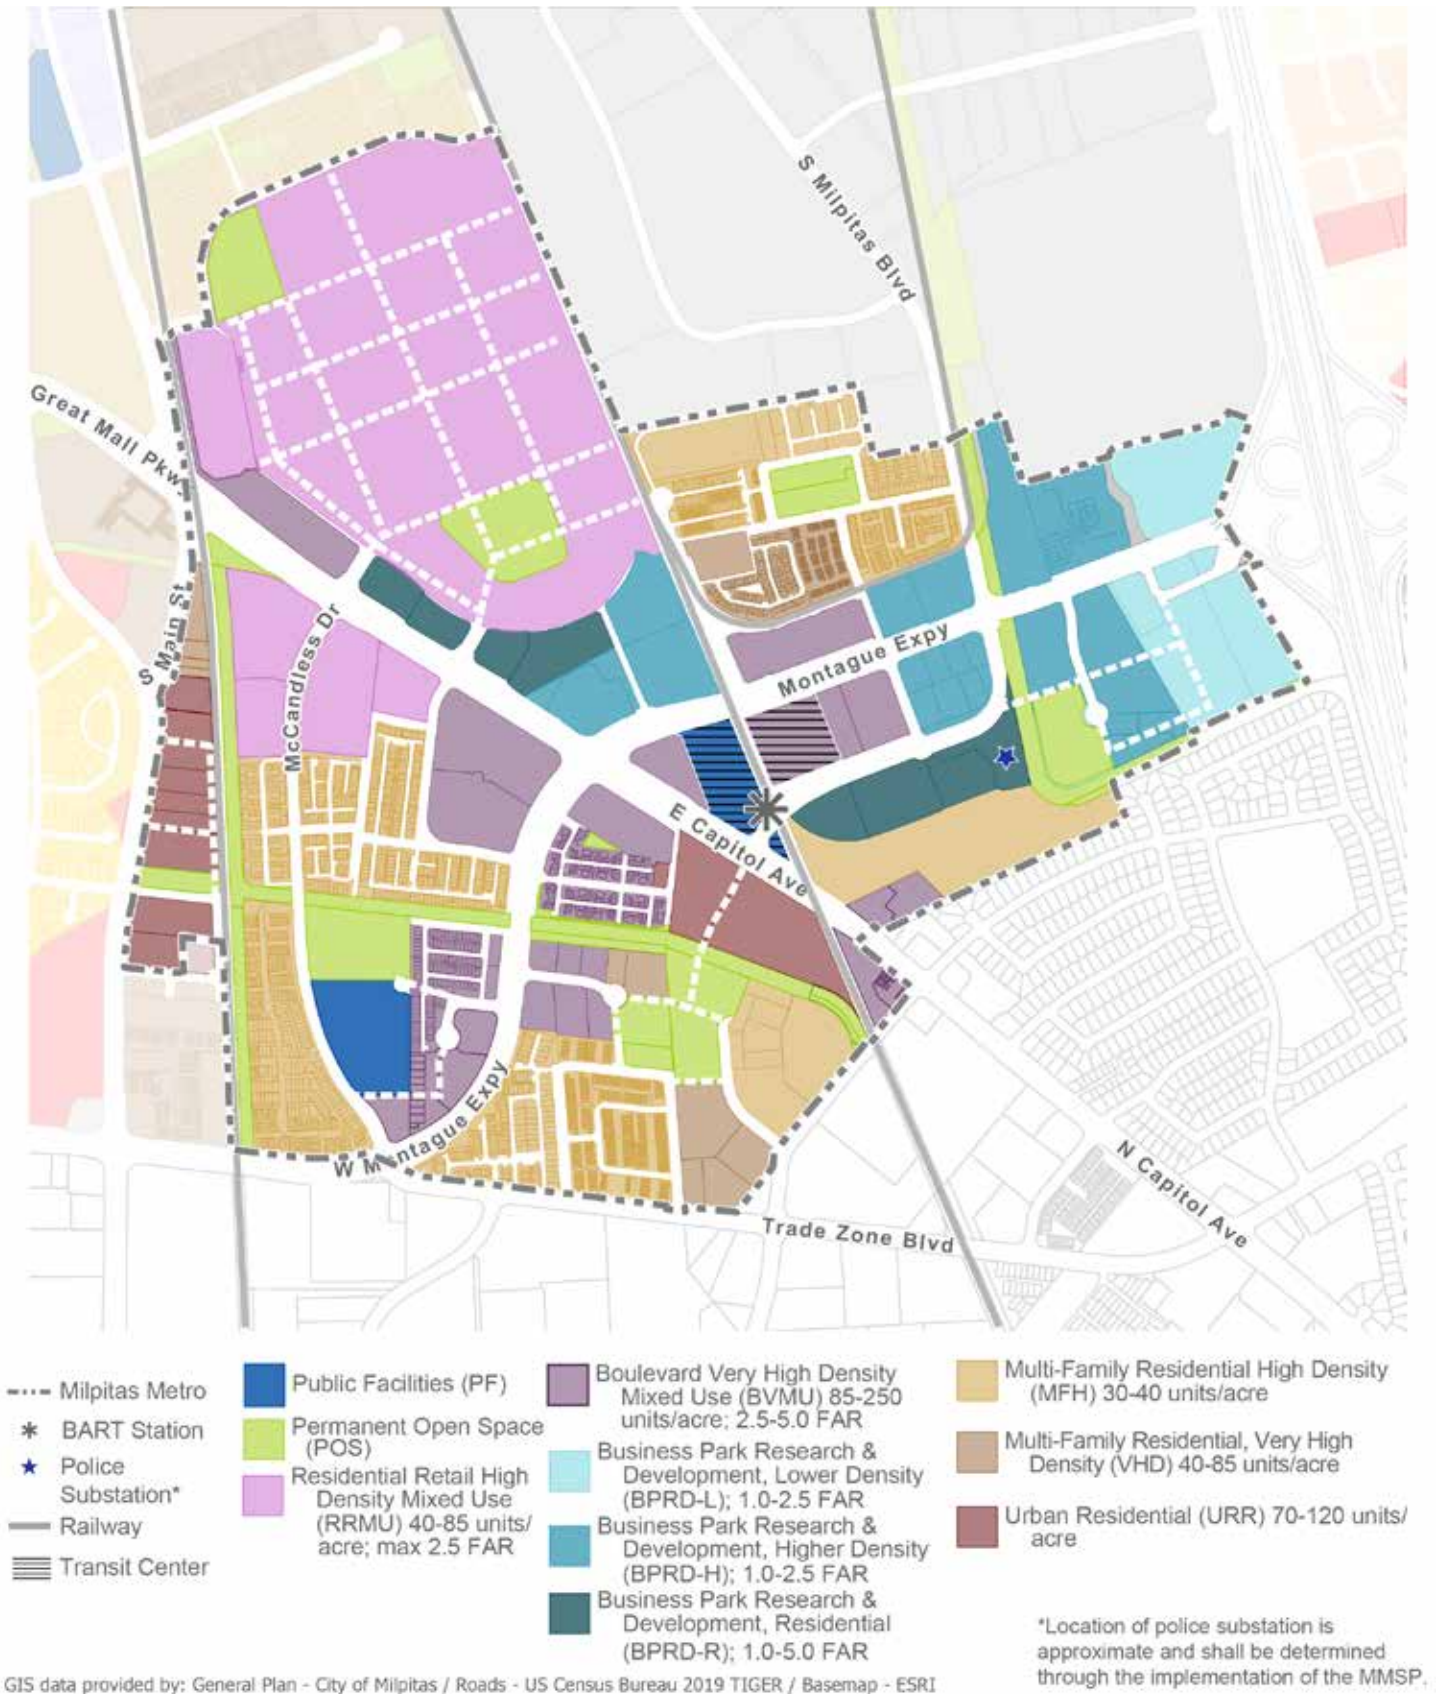 S Milpitas Blvd
Great Mall Pkwy
S Main St
McCandless Dr
Montague Expy
E Capitol Ave
W Montague Expy
N Capitol Ave
Trade Zone Blvd
Milpitas Metro
BART Station
Police
Substation*
Railway
Transit Center
Public Facilities (PF)
Permanent Open Space
(POS)
Residential Retail High
Density Mixed Use
(RRMU) 40-85 units/
acre; max 2.5 FAR
Boulevard Very High Density
Mixed Use (BVMU) 85-250
units/acre; 2.5-5.0 FAR
Business Park Research &
Development, Lower Density
(BPRD-L); 1.0-2.5 FAR
Business Park Research &
Development, Higher Density
(BPRD-H); 1.0-2.5 FAR
Business Park Research &
Development, Residential
(BPRD-R); 1.0-5.0 FAR
Multi-Family Residential High Density
(MFH) 30-40 units/acre
Multi-Family Residential, Very High
Density (VHD) 40-85 units/acre
Urban Residential (URR) 70-120 units/
acre
*Location of police substation is
approximate and shall be determined
through the implementation of the MMSP.
GIS data provided by: General Plan - City of Milpitas / Roads - US Census Bureau 2019 TIGER / Basemap - ESRI